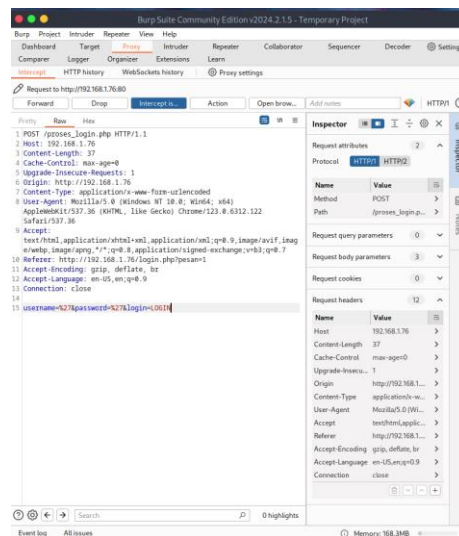 Burp Suite Community Edition v2024.2.1.5 - Temporary Project
Burp Project Intruder Repeater View Help
Dashboard Target Proxy Intruder Repeater Collaborator Sequencer Decoder Setting
Comparer Logger Organizer Extensions Learn
Intercept HTTP history WebSockets history Proxy settings
Request to http://192.168.1.76:80
Forward Drop Intercept is... Action Open brow... Add notes HTTP/1
Pretty Raw Hex
Inspector
1 POST /proses_login.php HTTP/1.1
2 Host: 192.168.1.76
3 Content-Length: 37
4 Cache-Control: max-age=0
5 Upgrade-Insecure-Requests: 1
6 Origin: http://192.168.1.76
7 Content-Type: application/x-www-form-urlencoded
8 User-Agent: Mozilla/5.0 (Windows NT 10.0; Win64; x64)
AppleWebKit/537.36 (KHTML, like Gecko) Chrome/123.0.6312.122
Safari/537.36
9 Accept:
text/html,application/xhtml+xml,application/xml;q=0.9,image/avif,imag
e/webp,image/apng,*/*;q=0.8,application/signed-exchange;v=b3;q=0.7
10 Referer: http://192.168.1.76/login.php?pesan=1
11 Accept-Encoding: gzip, deflate, br
12 Accept-Language: en-US,en;q=0.9
13 Connection: close
14
15 username=%27&password=%27&login=LOGIN
Request attributes 2
Protocol HTTP/1 HTTP/2
Name Value
Method POST
Path /proses_login.p...
Request query parameters 0
Request body parameters 3
Request cookies 0
Request headers 12
Name Value
Host 192.168.1.76
Content-Length 37
Cache-Control max-age=0
Upgrade-Insecu... 1
Origin http://192.168.1....
Content-Type application/x-w...
User-Agent Mozilla/5.0 (Wi...
Accept text/html,applic...
Referer http://192.168.1....
Accept-Encoding gzip, deflate, br
Accept-Language en-US,en;q=0.9
Connection close
Inspector
Notes
Search 0 highlights
Event log All issues Memory: 168.3MB